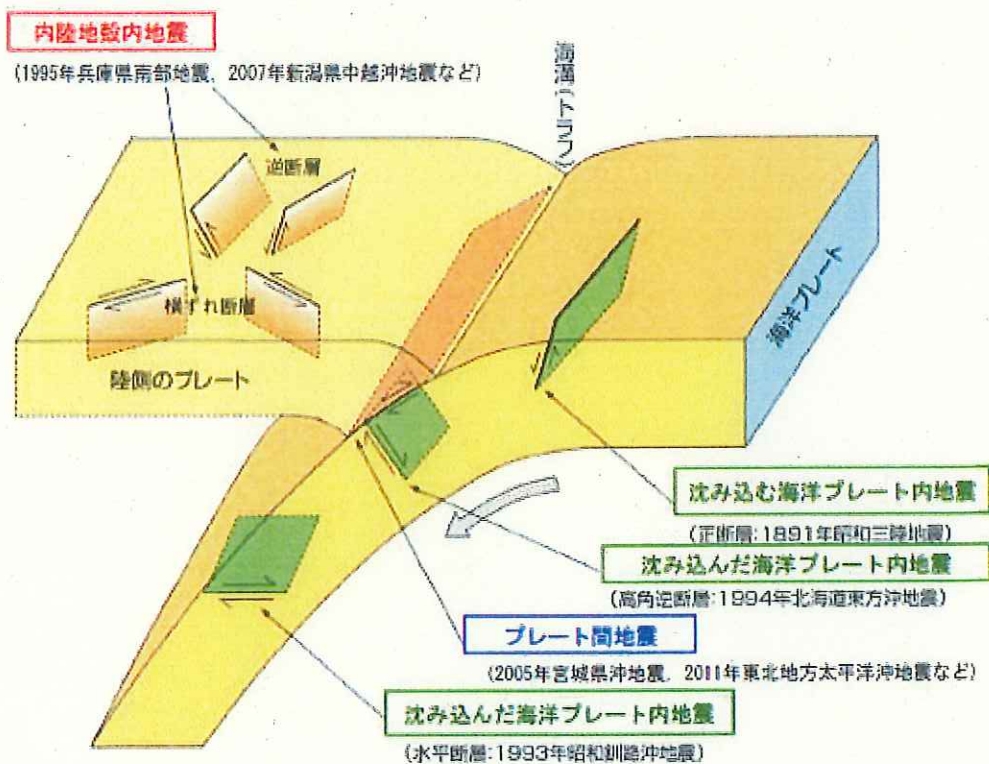 内陸地殻内地震
(1995年兵庫県南部地震, 2007年新潟県中越沖地震など)
海溝(トラフ)
逆断層
横ずれ断層
陸側のプレート
海洋プレート
沈み込む海洋プレート内地震
(正断層:1891年昭和三陸地震)
沈み込んだ海洋プレート内地震
(高角逆断層:1994年北海道東方沖地震)
プレート間地震
(2005年宮城県沖地震, 2011年東北地方太平洋沖地震など)
沈み込んだ海洋プレート内地震
(水平断層:1993年昭和釧路沖地震)